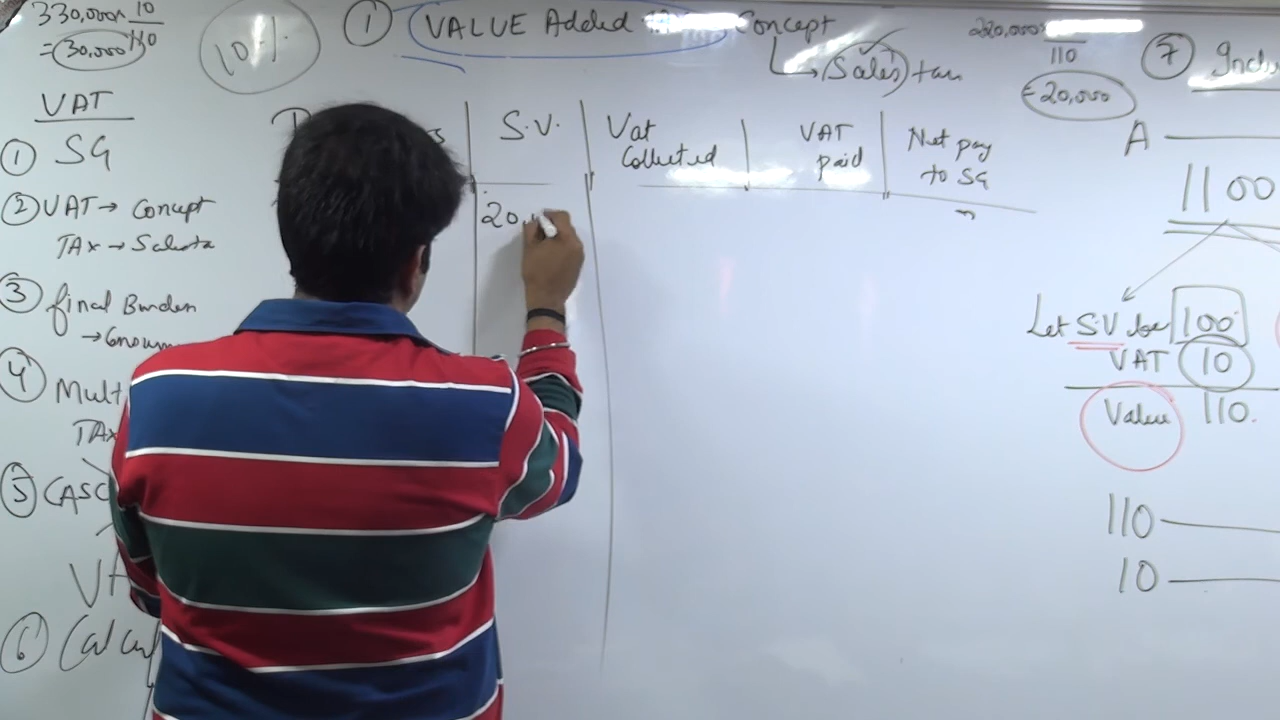 330,000 × 10
= 30,000 110
10%
① VALUE Added Concept
(Sales) tax
220,000 ×
110
= 20,000
⑦
VAT
① SG
② VAT → Concept
TAX →
③ final Burden
→
④ Mult
TAX
⑤ CASC
VA
⑥ Calcu
S.V.
Vat
Collected
VAT
paid
Net pay
to SG
20,
A
1100
Let S.V be 100
VAT 10
Value 110.
110
10